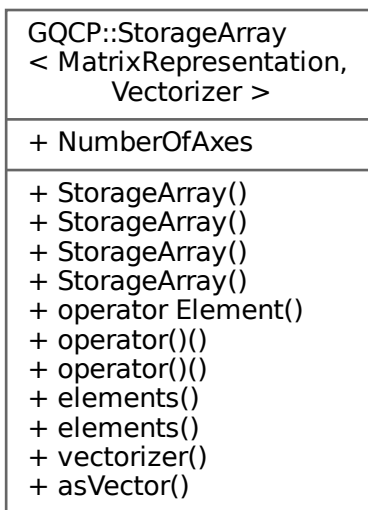 GQCP::StorageArray
< MatrixRepresentation,
Vectorizer >
+ NumberOfAxes
+ StorageArray()
+ StorageArray()
+ StorageArray()
+ StorageArray()
+ operator Element()
+ operator()()
+ operator()()
+ elements()
+ elements()
+ vectorizer()
+ asVector()